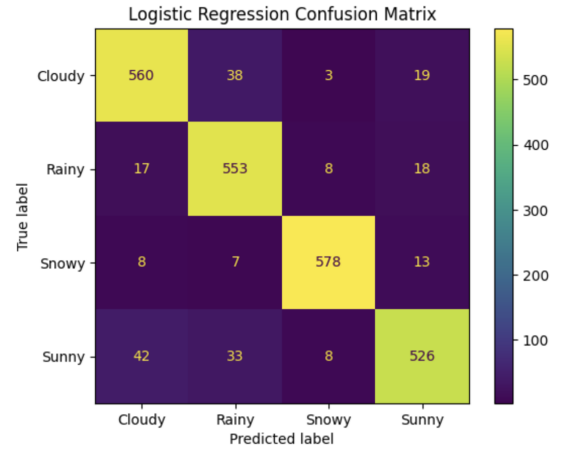 Logistic Regression Confusion Matrix
Cloudy 560 38 3 19
Rainy 17 553 8 18
Snowy 8 7 578 13
Sunny 42 33 8 526
Cloudy Rainy Snowy Sunny
Predicted label
True label
500
400
300
200
100